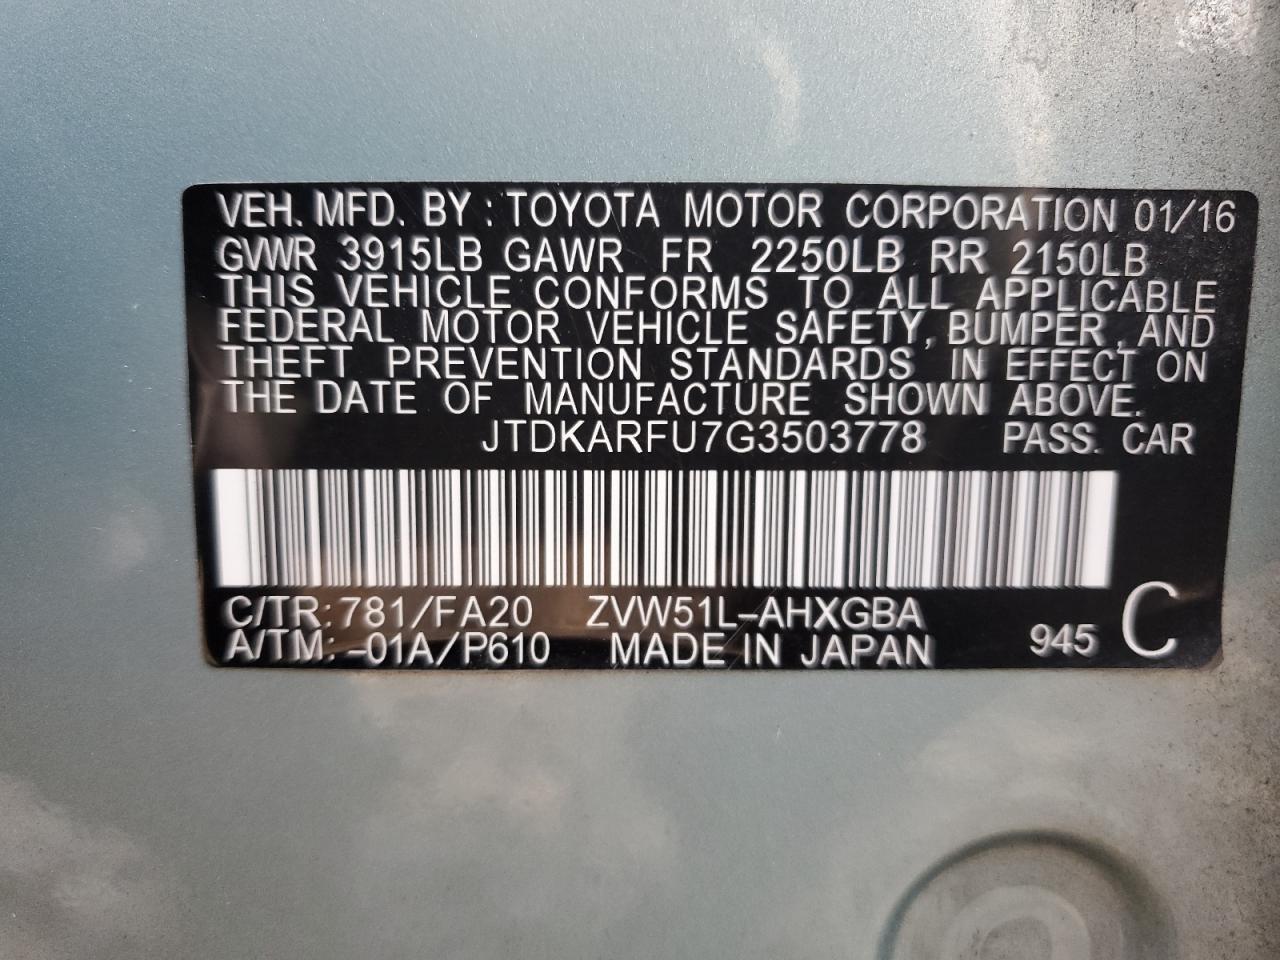 VEH. MFD. BY : TOYOTA MOTOR CORPORATION 01/16
GVWR 3915LB GAWR FR 2250LB RR 2150LB
THIS VEHICLE CONFORMS TO ALL APPLICABLE
FEDERAL MOTOR VEHICLE SAFETY, BUMPER, AND
THEFT PREVENTION STANDARDS IN EFFECT ON
THE DATE OF MANUFACTURE SHOWN ABOVE.
JTDKARFU7G3503778 PASS. CAR
C/TR: 781/FA20 ZVW51L-AHXGBA
A/TM: -01A/P610 MADE IN JAPAN 945 C